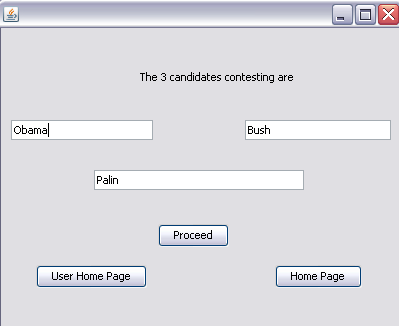 The 3 candidates contesting are
Obama
Bush
Palin
Proceed
User Home Page
Home Page